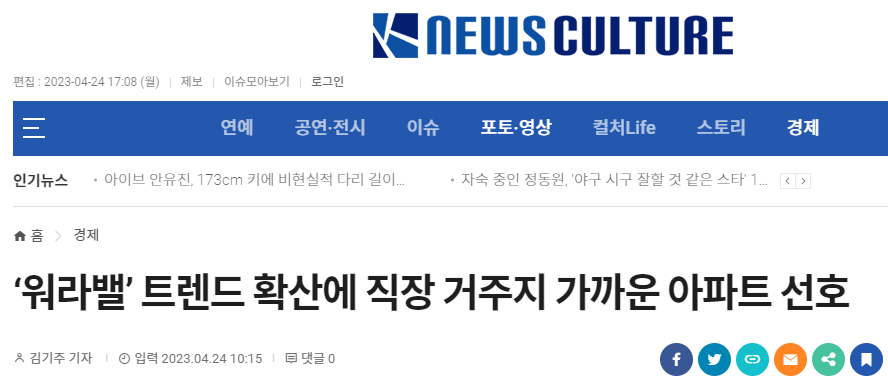 NEWSCULTURE
편집 : 2023-04-24 17:08 (월) 제보 이슈모아보기 로그인
연예 공연·전시 이슈 포토·영상 컬처Life 스토리 경제
인기뉴스 • 아이브 안유진, 173cm 키에 비현실적 다리 길이... • 자숙 중인 정동원, '야구 시구 잘할 것 같은 스타' 1...
홈 경제
‘워라밸’ 트렌드 확산에 직장 거주지 가까운 아파트 선호
김기주 기자 입력 2023.04.24 10:15 댓글 0